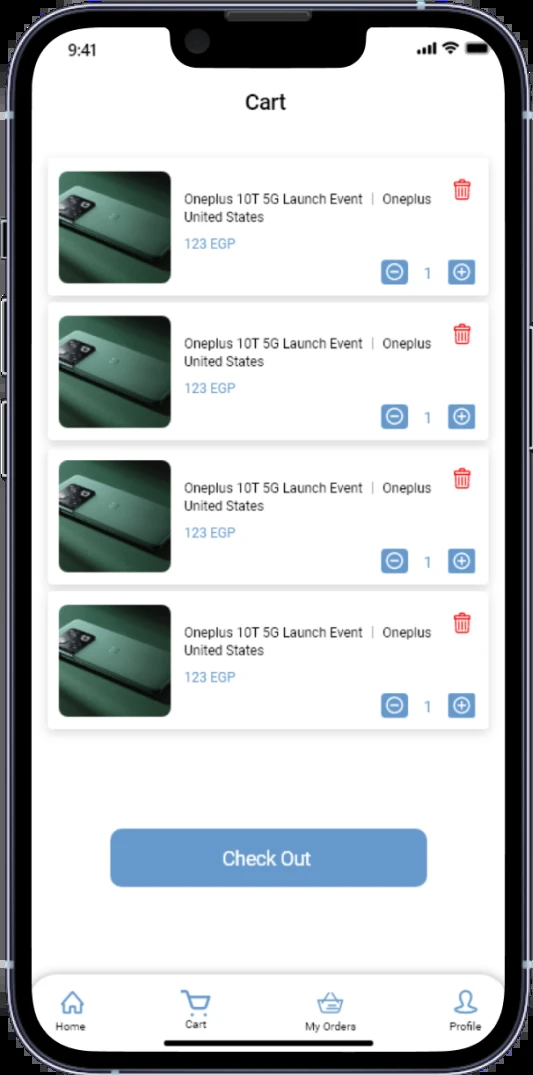 9:41
Cart
Oneplus 10T 5G Launch Event | Oneplus
United States
123 EGP
1
Oneplus 10T 5G Launch Event | Oneplus
United States
123 EGP
1
Oneplus 10T 5G Launch Event | Oneplus
United States
123 EGP
1
Oneplus 10T 5G Launch Event | Oneplus
United States
123 EGP
1
Check Out
Home Cart My Orders Profile